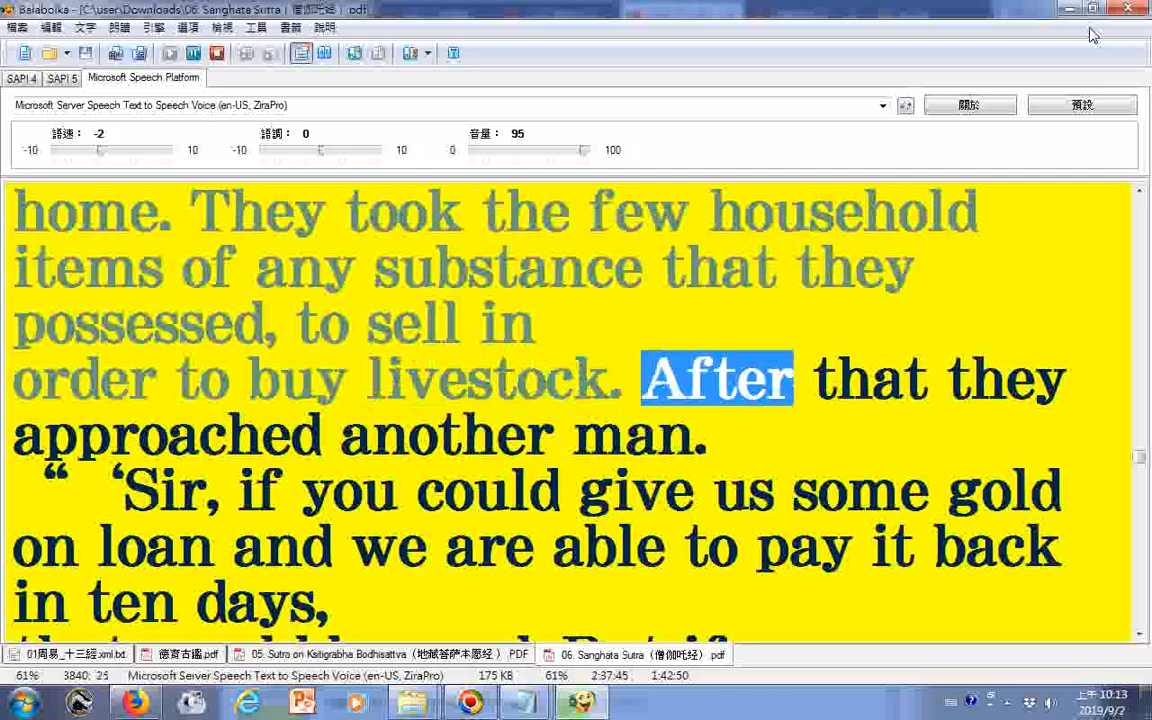 Balabolka - [C:\user\Downloads\06. Sanghata Sutra (僧伽吒经).pdf]
檔案 編輯 文字 朗讀 引擎 選項 檢視 工具 書籤 說明
SAPI 4 SAPI 5 Microsoft Speech Platform
Microsoft Server Speech Text to Speech Voice (en-US, ZiraPro) 關於 預設
語速： -2 語調： 0 音量： 95
-10 10 -10 10 0 100
home. They took the few household
items of any substance that they
possessed, to sell in
order to buy livestock. After that they
approached another man.
“ ‘Sir, if you could give us some gold
on loan and we are able to pay it back
in ten days,
01周易_十三經.xml.txt 德育古鑑.pdf 05. Sutra on Ksitigrabha Bodhisattva（地藏菩萨本愿经）.PDF 06. Sanghata Sutra（僧伽吒经）.pdf
61% 3840: 25 Microsoft Server Speech Text to Speech Voice (en-US, ZiraPro) 175 KB 61% 2:37:45 1:42:50
上午 10:13
2019/9/2